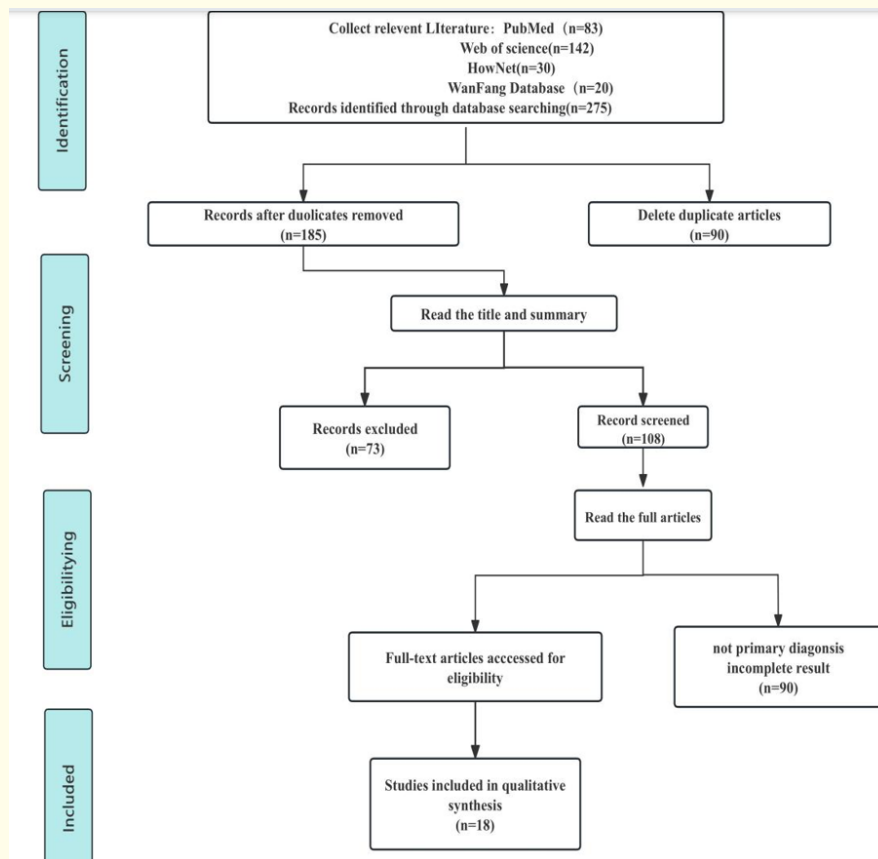 Identification
Collect relevent LIterature: PubMed（n=83）
Web of science(n=142)
HowNet(n=30)
WanFang Database（n=20）
Records identified through database searching(n=275)
Records after duolicates removed
(n=185)
Delete duplicate articles
(n=90)
Screening
Read the title and summary
Records excluded
(n=73)
Record screened
(n=108)
Eligibilitying
Read the full articles
Full-text articles acccessed for
eligibility
not primary diagonsis
incomplete result
(n=90)
Included
Studies included in qualitative
synthesis
(n=18)